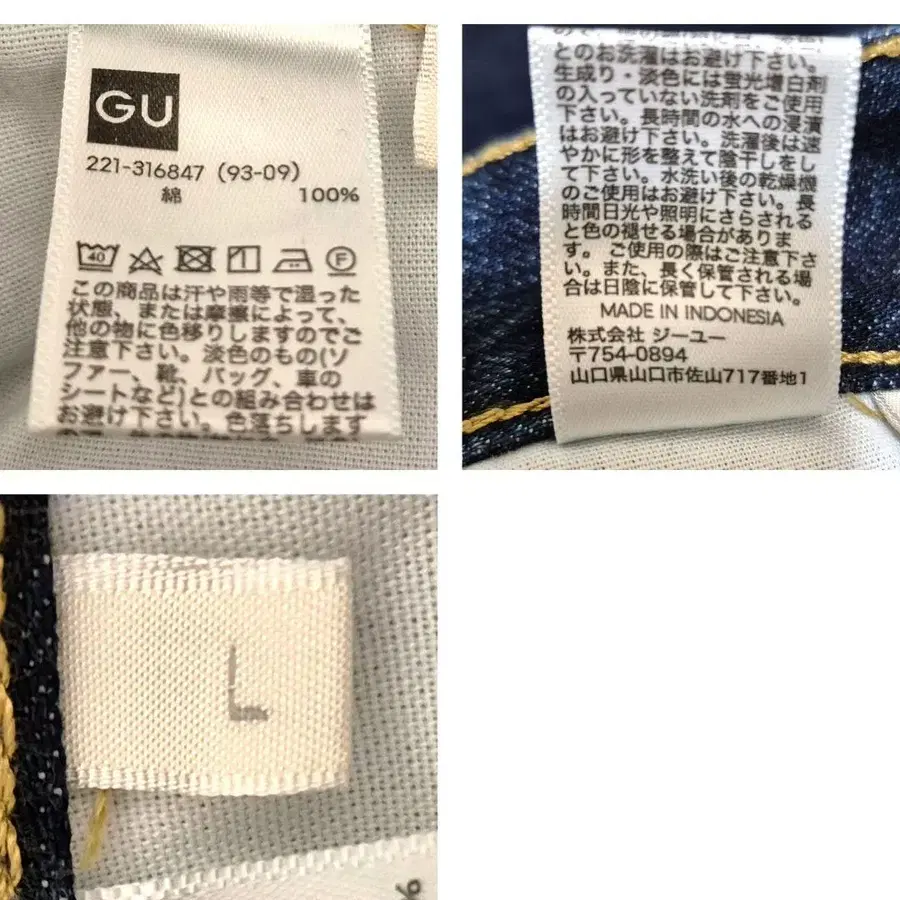 GU
221-316847 (93-09)
綿 100%
40
F
この商品は汗や雨等で湿った
状態、または摩擦によって、
他の物に色移りしますのでご
注意下さい。淡色のもの(ソ
ファー、靴、バッグ、車の
シートなど)との組み合わせは
お避け下さい。色落ちします
とのお洗濯はお避け下さい。
生成り・淡色には蛍光増白剤
の入っていない洗剤をご使用
下さい。長時間の水への浸漬
はお避け下さい。洗濯後は速
やかに形を整えて陰干しをし
て下さい。水洗い後の乾燥機
のご使用はお避け下さい。長
時間日光や照明にさらされる
と色の褪せる場合がありま
す。ご使用の際はご注意下さ
い。また、長く保管される場
合は日陰に保管して下さい。
MADE IN INDONESIA
株式会社 ジーユー
〒754-0894
山口県山口市佐山717番地1
L
%